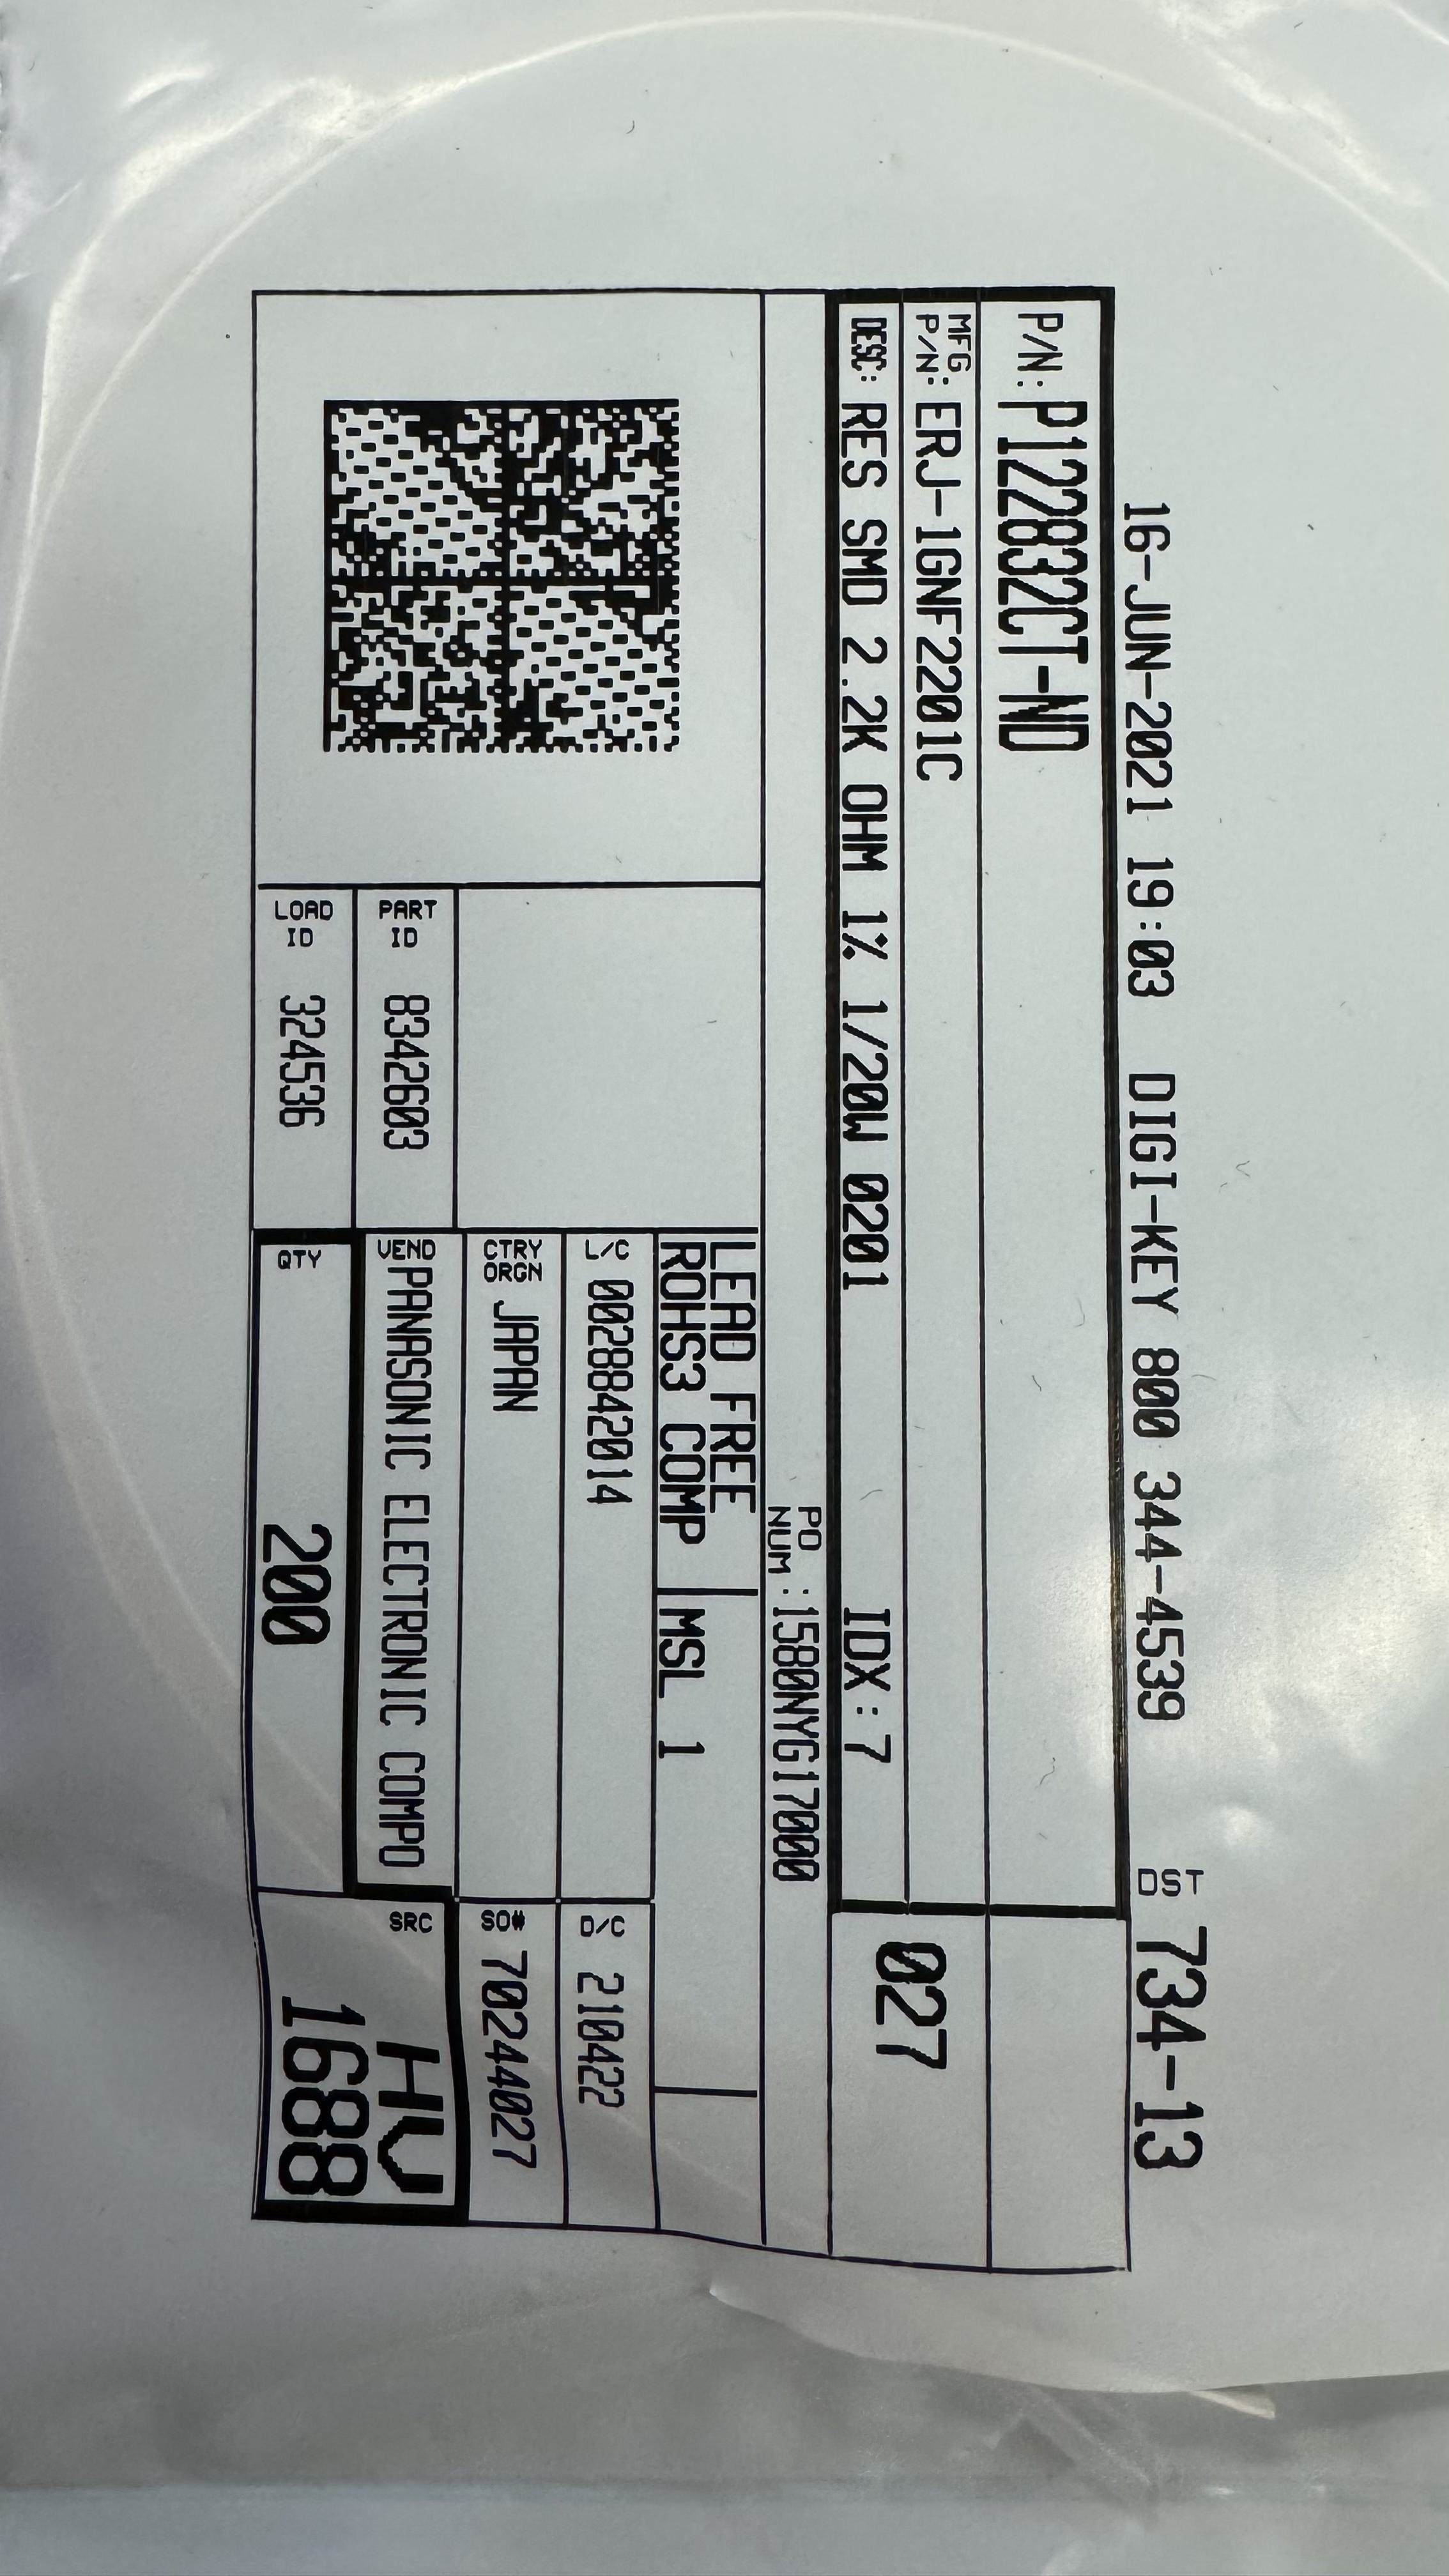 16-JUN-2021 19:03 DIGI-KEY 800 344-4539 DST 734-13
P/N: P122832CT-ND
MFG
P/N: ERJ-1GNF2201C
DESC: RES SMD 2.2K OHM 1% 1/20W 0201 IDX: 7
027
PO
NUM :1580NYG17000
LEAD FREE
ROHS3 COMP MSL 1
L/C 0028842014 D/C 210422
CTRY
ORGN JAPAN SO# 70244027
PART
ID 8342603 VEND PANASONIC ELECTRONIC COMPO SRC HV
1688
LOAD
ID 324536 QTY 200